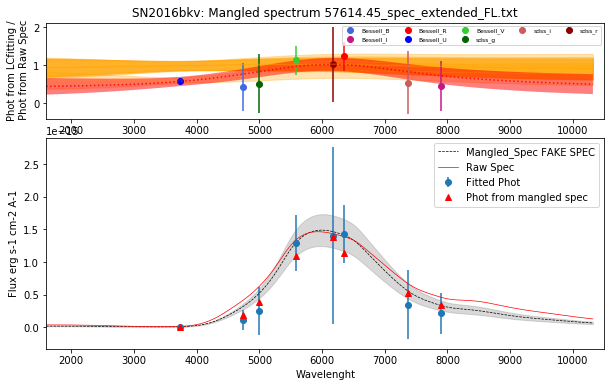 SN2016bkv: Mangled spectrum 57614.45_spec_extended_FL.txt
Phot from LCfitting /
Phot from Raw Spec
2
1
0
Bessell_B
Bessell_I
Bessell_R
Bessell_U
Bessell_V
sdss_g
sdss_i
sdss_r
2000 3000 4000 5000 6000 7000 8000 9000 10000
1e−15
Flux erg s-1 cm-2 A-1
2.5
2.0
1.5
1.0
0.5
0.0
Mangled_Spec FAKE SPEC
Raw Spec
Fitted Phot
Phot from mangled spec
2000 3000 4000 5000 6000 7000 8000 9000 10000
Wavelenght